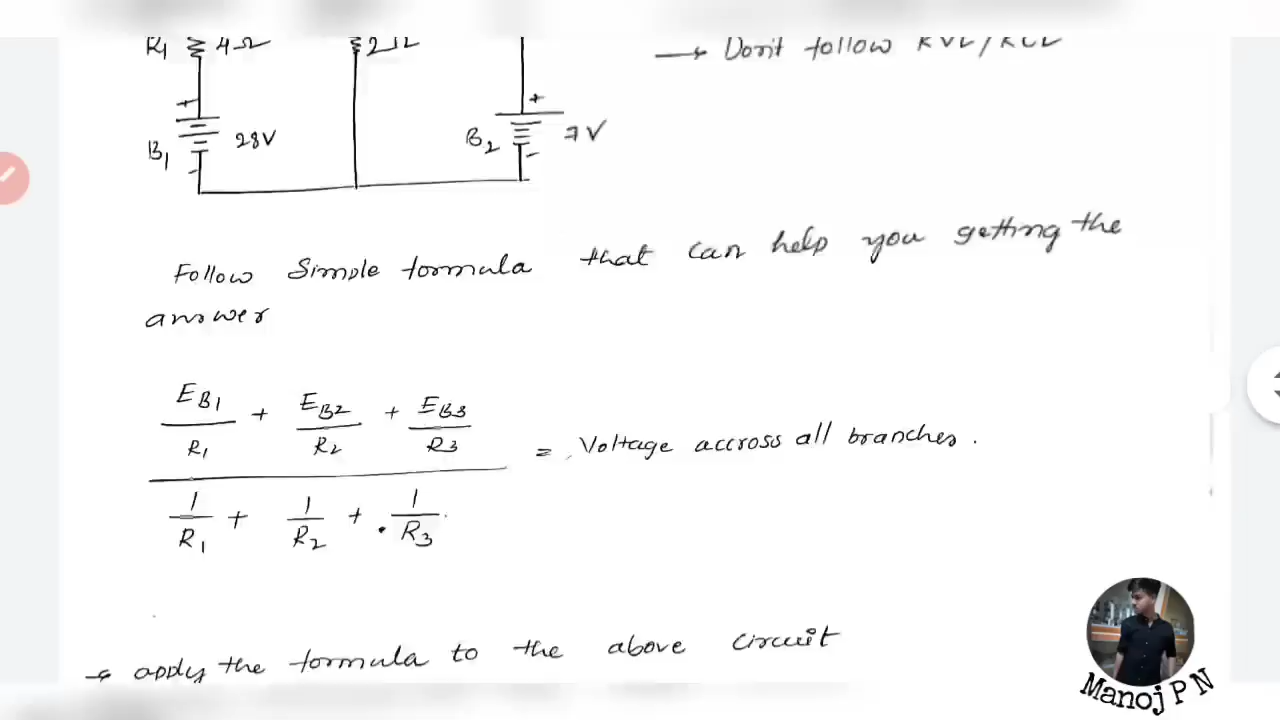 R1 4Ω 2Ω → Don't follow KVL/KCL
B1 + - 28V B2 + - 7V
Follow Simple formula that can help you getting the
answer
EB1/R1 + EB2/R2 + EB3/R3
= Voltage accross all branches.
1/R1 + 1/R2 + 1/R3
→ apply the formula to the above circuit
Manoj P N